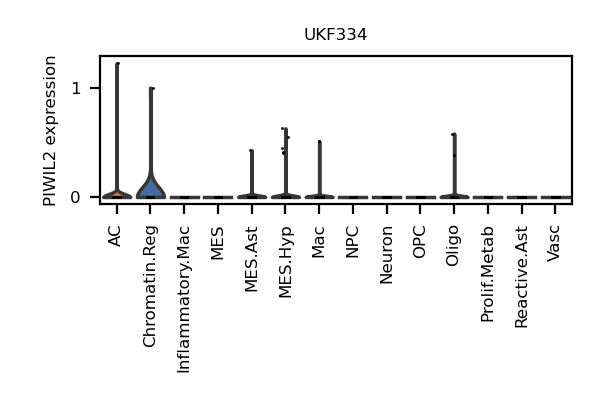 UKF334
PIWIL2 expression
1
0
AC
Chromatin.Reg
Inflammatory.Mac
MES
MES.Ast
MES.Hyp
Mac
NPC
Neuron
OPC
Oligo
Prolif.Metab
Reactive.Ast
Vasc